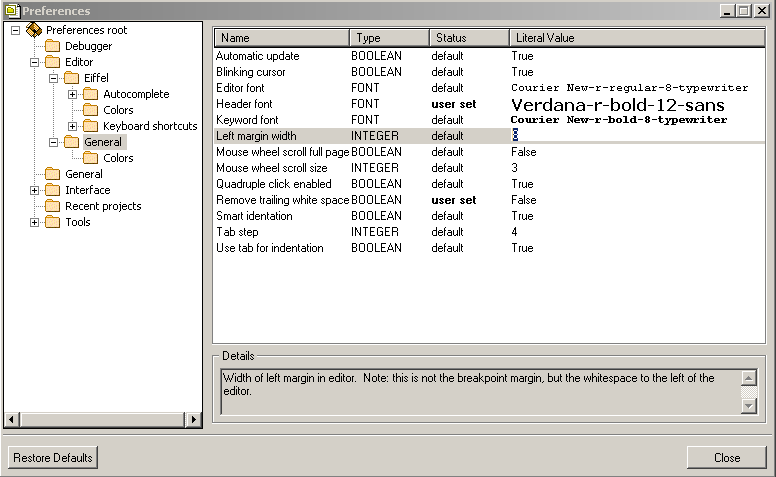 Preferences
Preferences root
Debugger
Editor
Eiffel
Autocomplete
Colors
Keyboard shortcuts
General
Colors
General
Interface
Recent projects
Tools
Name Type Status Literal Value
Automatic update BOOLEAN default True
Blinking cursor BOOLEAN default True
Editor font FONT default Courier New-r-regular-8-typewriter
Header font FONT user set Verdana-r-bold-12-sans
Keyword font FONT default Courier New-r-bold-8-typewriter
Left margin width INTEGER default
Mouse wheel scroll full page BOOLEAN default False
Mouse wheel scroll size INTEGER default 3
Quadruple click enabled BOOLEAN default True
Remove trailing white space BOOLEAN user set False
Smart identation BOOLEAN default True
Tab step INTEGER default 4
Use tab for indentation BOOLEAN default True
Details
Width of left margin in editor. Note: this is not the breakpoint margin, but the whitespace to the left of the
editor.
Restore Defaults Close